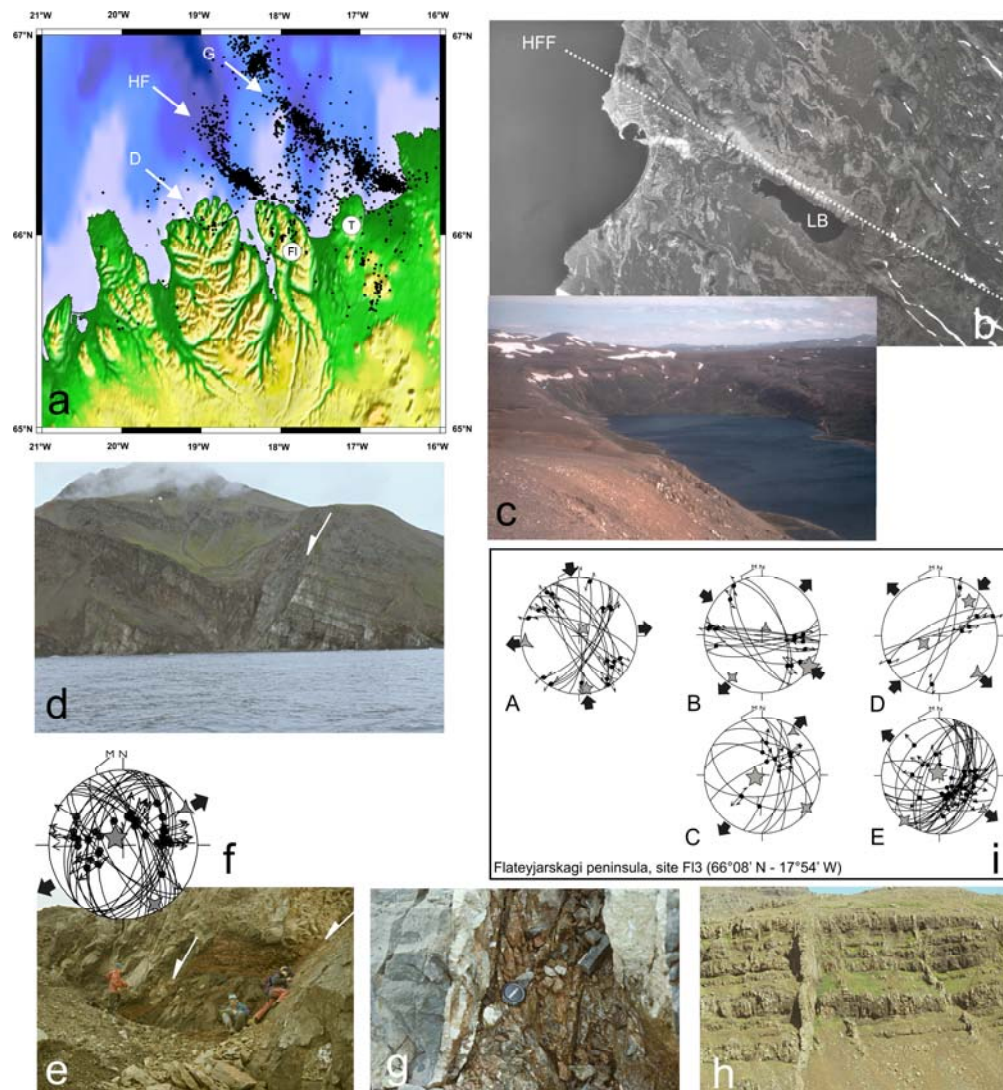 21°W 20°W 19°W 18°W 17°W 16°W
67°N
66°N
65°N
G
HF
D
T
Fl
a
67°N
66°N
65°N
21°W 20°W 19°W 18°W 17°W 16°W
HFF
LB
b
c
d
M N
f
e
g
h
M N
A
M N
B
M N
D
M N
C
M N
E
Flateyjarskagi peninsula, site Fl3 (66°08' N - 17°54' W)
i